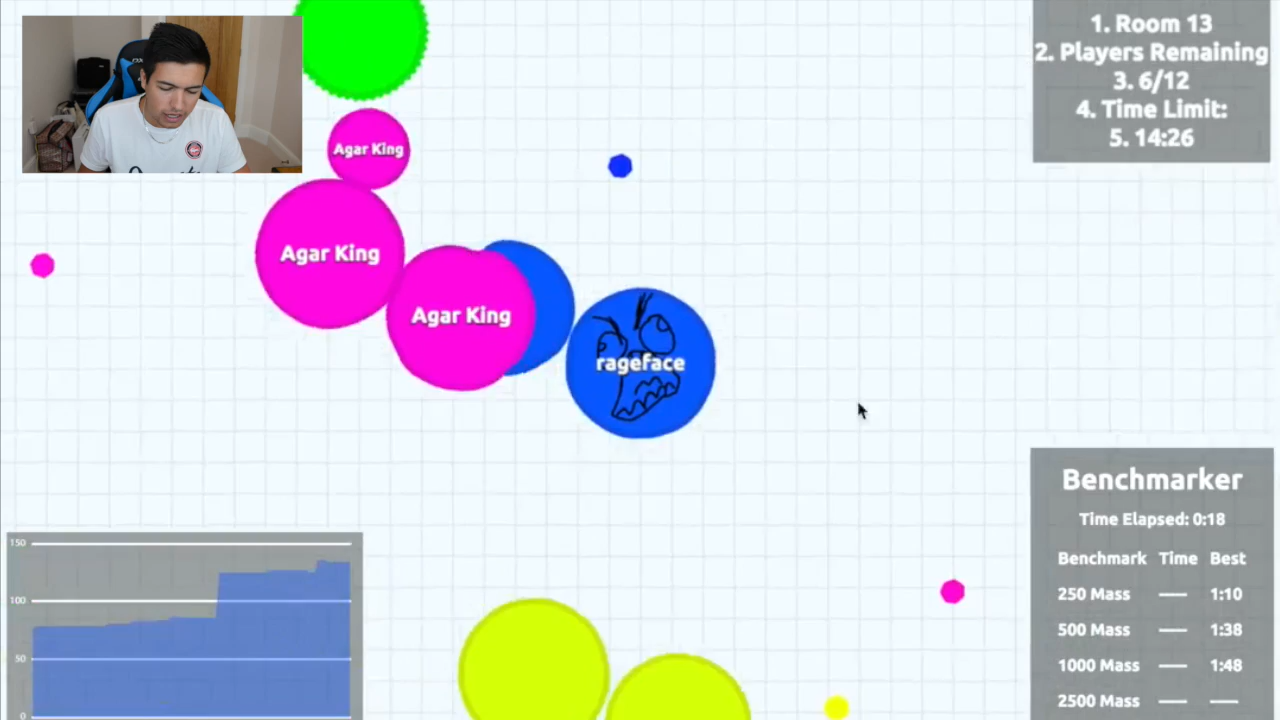 1. Room 13
2. Players Remaining
3. 6/12
4. Time Limit:
5. 14:26
Agar King
Agar King
Agar King
rageface
Benchmarker
Time Elapsed: 0:18
Benchmark Time Best
250 Mass — 1:10
500 Mass — 1:38
1000 Mass — 1:48
2500 Mass — —
150
100
50
0